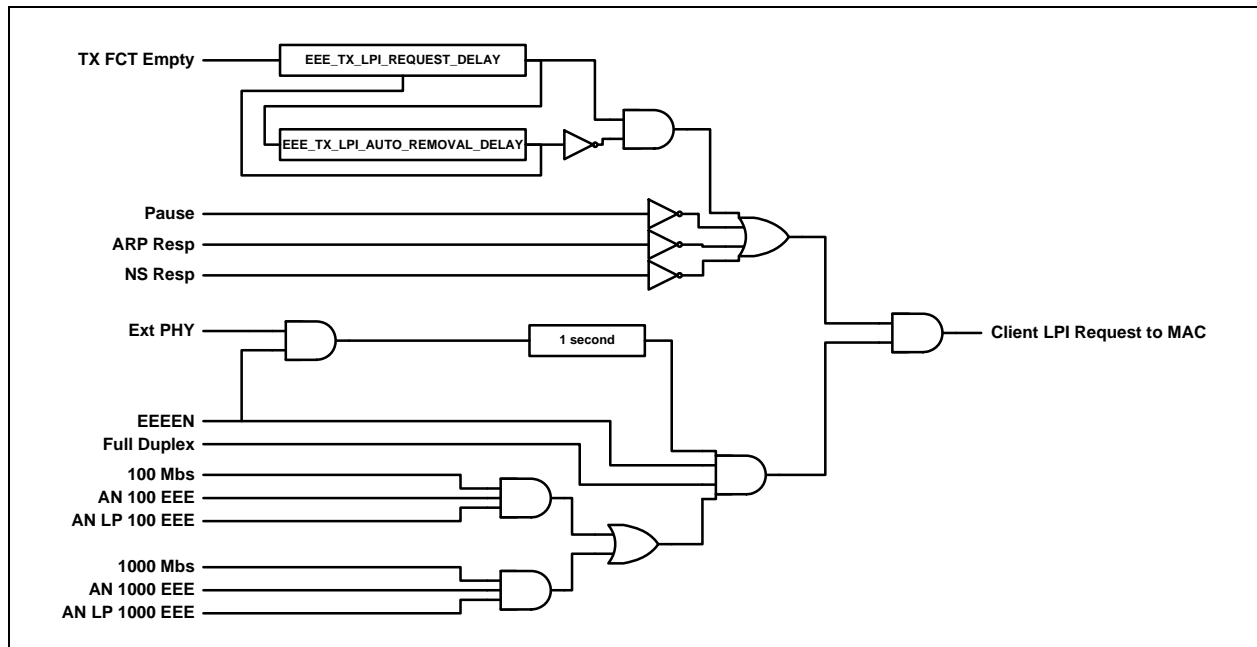 TX FCT Empty
EEE_TX_LPI_REQUEST_DELAY
EEE_TX_LPI_AUTO_REMOVAL_DELAY
Pause
ARP Resp
NS Resp
Ext PHY
1 second
Client LPI Request to MAC
EEEEN
Full Duplex
100 Mbs
AN 100 EEE
AN LP 100 EEE
1000 Mbs
AN 1000 EEE
AN LP 1000 EEE